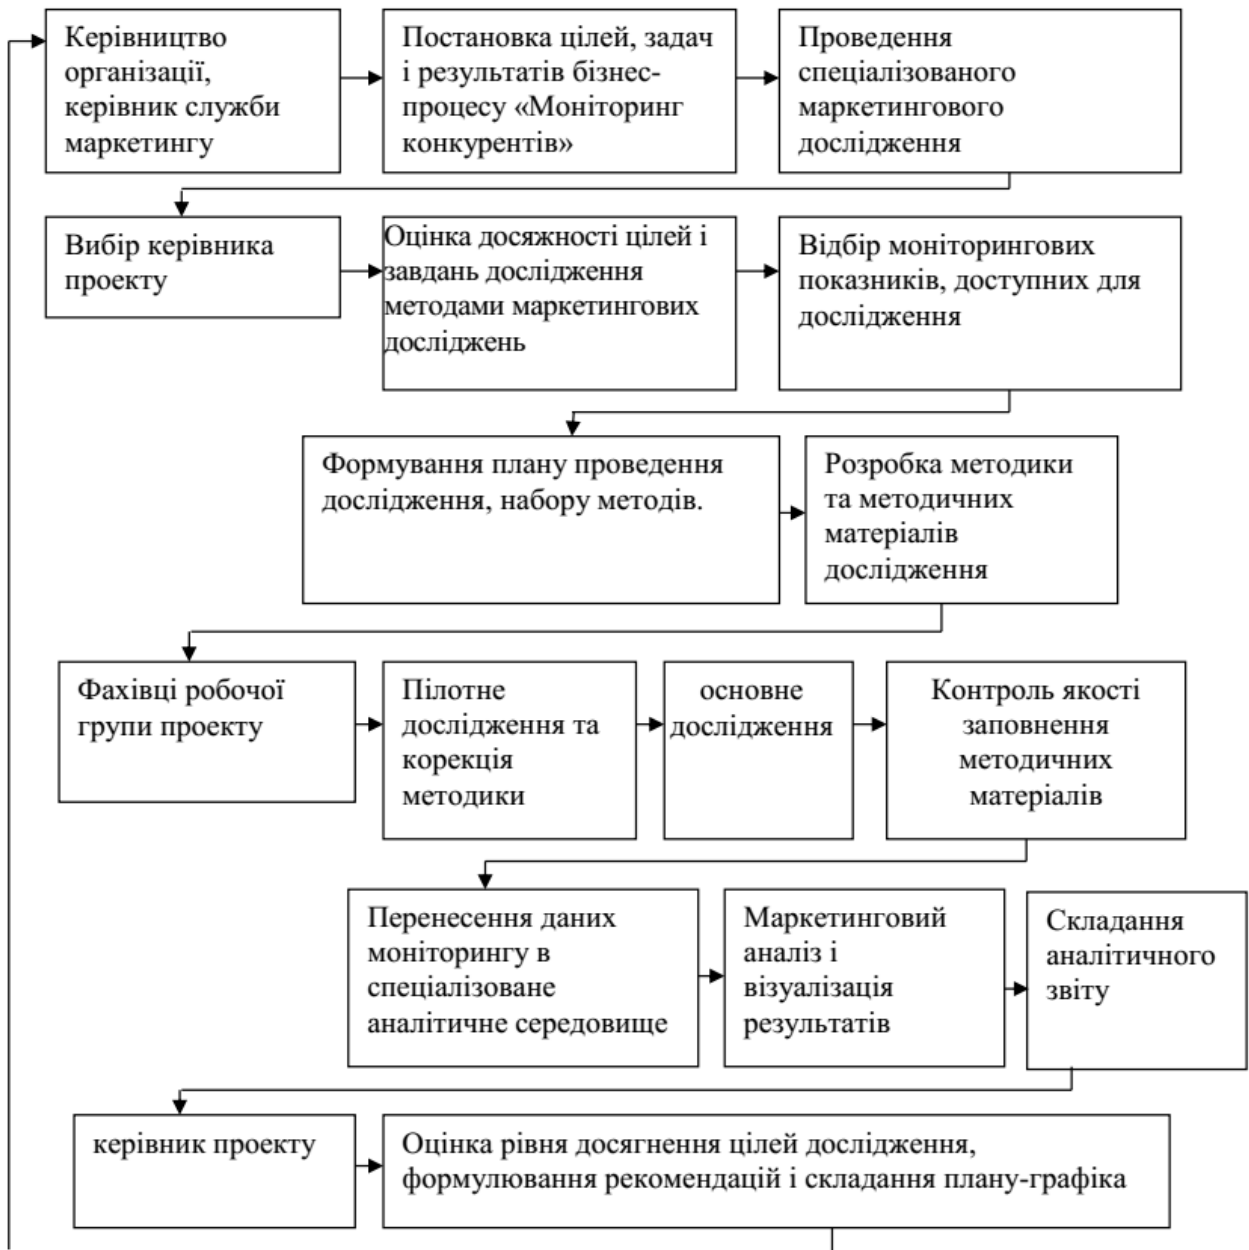 Керівництво
організації,
керівник служби
маркетингу
Постановка цілей, задач
і результатів бізнес-
процесу «Моніторинг
конкурентів»
Проведення
спеціалізованого
маркетингового
дослідження
Вибір керівника
проекту
Оцінка досяжності цілей і
завдань дослідження
методами маркетингових
досліджень
Відбір моніторингових
показників, доступних для
дослідження
Формування плану проведення
дослідження, набору методів.
Розробка методики
та методичних
матеріалів
дослідження
Фахівці робочої
групи проекту
Пілотне
дослідження та
корекція
методики
основне
дослідження
Контроль якості
заповнення
методичних
матеріалів
Перенесення даних
моніторингу в
спеціалізоване
аналітичне середовище
Маркетинговий
аналіз і
візуалізація
результатів
Складання
аналітичного
звіту
керівник проекту
Оцінка рівня досягнення цілей дослідження,
формулювання рекомендацій і складання плану-графіка